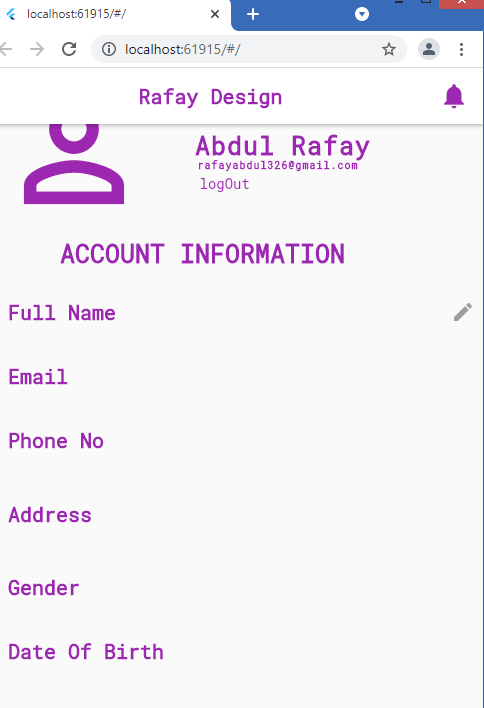 localhost:61915/#/
localhost:61915/#/
Rafay Design
Abdul Rafay
rafayabdul326@gmail.com
logOut
ACCOUNT INFORMATION
Full Name
Email
Phone No
Address
Gender
Date Of Birth